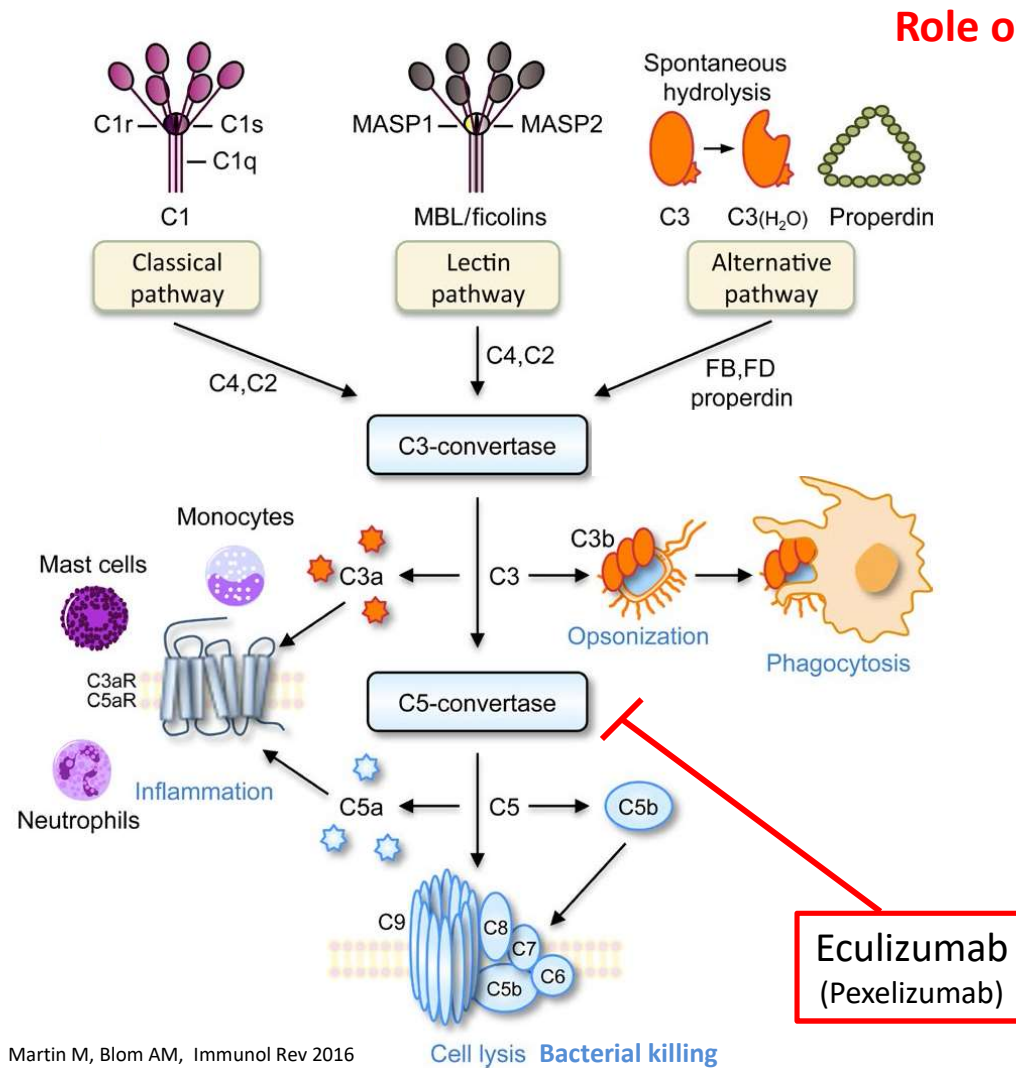 Role o
C1r
C1s
C1q
C1
MASP1
MASP2
MBL/ficolins
Spontaneous
hydrolysis
C3
C3(H₂O)
Properdin
Classical
pathway
Lectin
pathway
Alternative
pathway
C4,C2
C4,C2
FB,FD
properdin
C3-convertase
Monocytes
Mast cells
C3a
C3
C3b
Opsonization
Phagocytosis
C3aR
C5aR
C5-convertase
Inflammation
Neutrophils
C5a
C5
C5b
C9
C8
C7
C6
C5b
Eculizumab
(Pexelizumab)
Martin M, Blom AM, Immunol Rev 2016
Cell lysis Bacterial killing